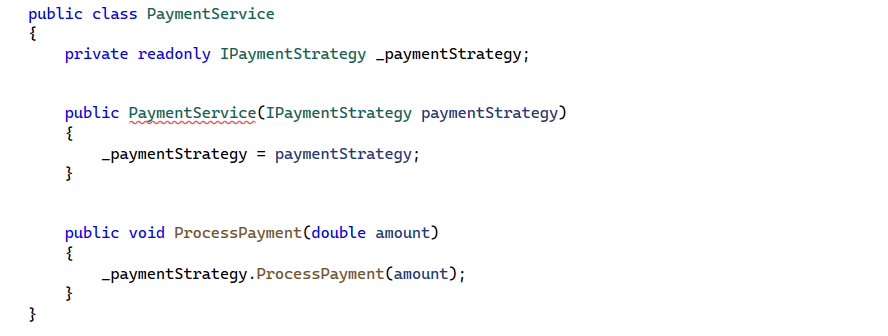 public class PaymentService
{
    private readonly IPaymentStrategy _paymentStrategy;
    public PaymentService(IPaymentStrategy paymentStrategy)
    {
        _paymentStrategy = paymentStrategy;
    }
    public void ProcessPayment(double amount)
    {
        _paymentStrategy.ProcessPayment(amount);
    }
}